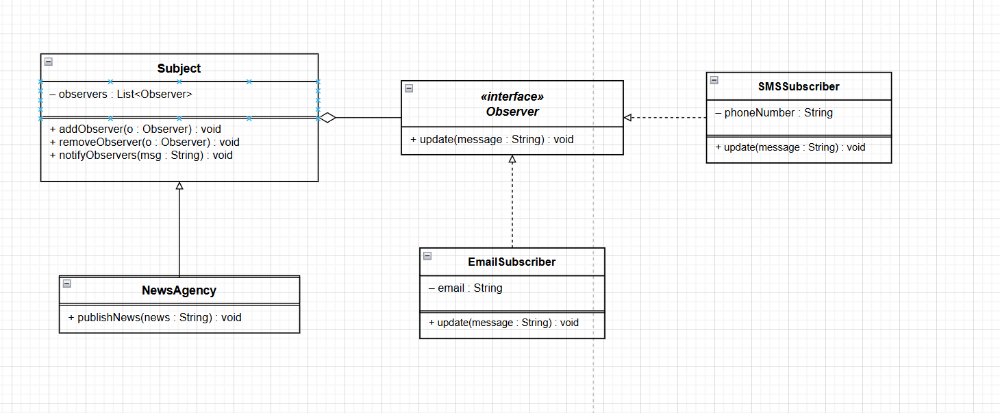 Subject
– observers : List<Observer>
+ addObserver(o : Observer) : void
+ removeObserver(o : Observer) : void
+ notifyObservers(msg : String) : void
«interface»
Observer
+ update(message : String) : void
SMSSubscriber
– phoneNumber : String
+ update(message : String) : void
NewsAgency
+ publishNews(news : String) : void
EmailSubscriber
– email : String
+ update(message : String) : void